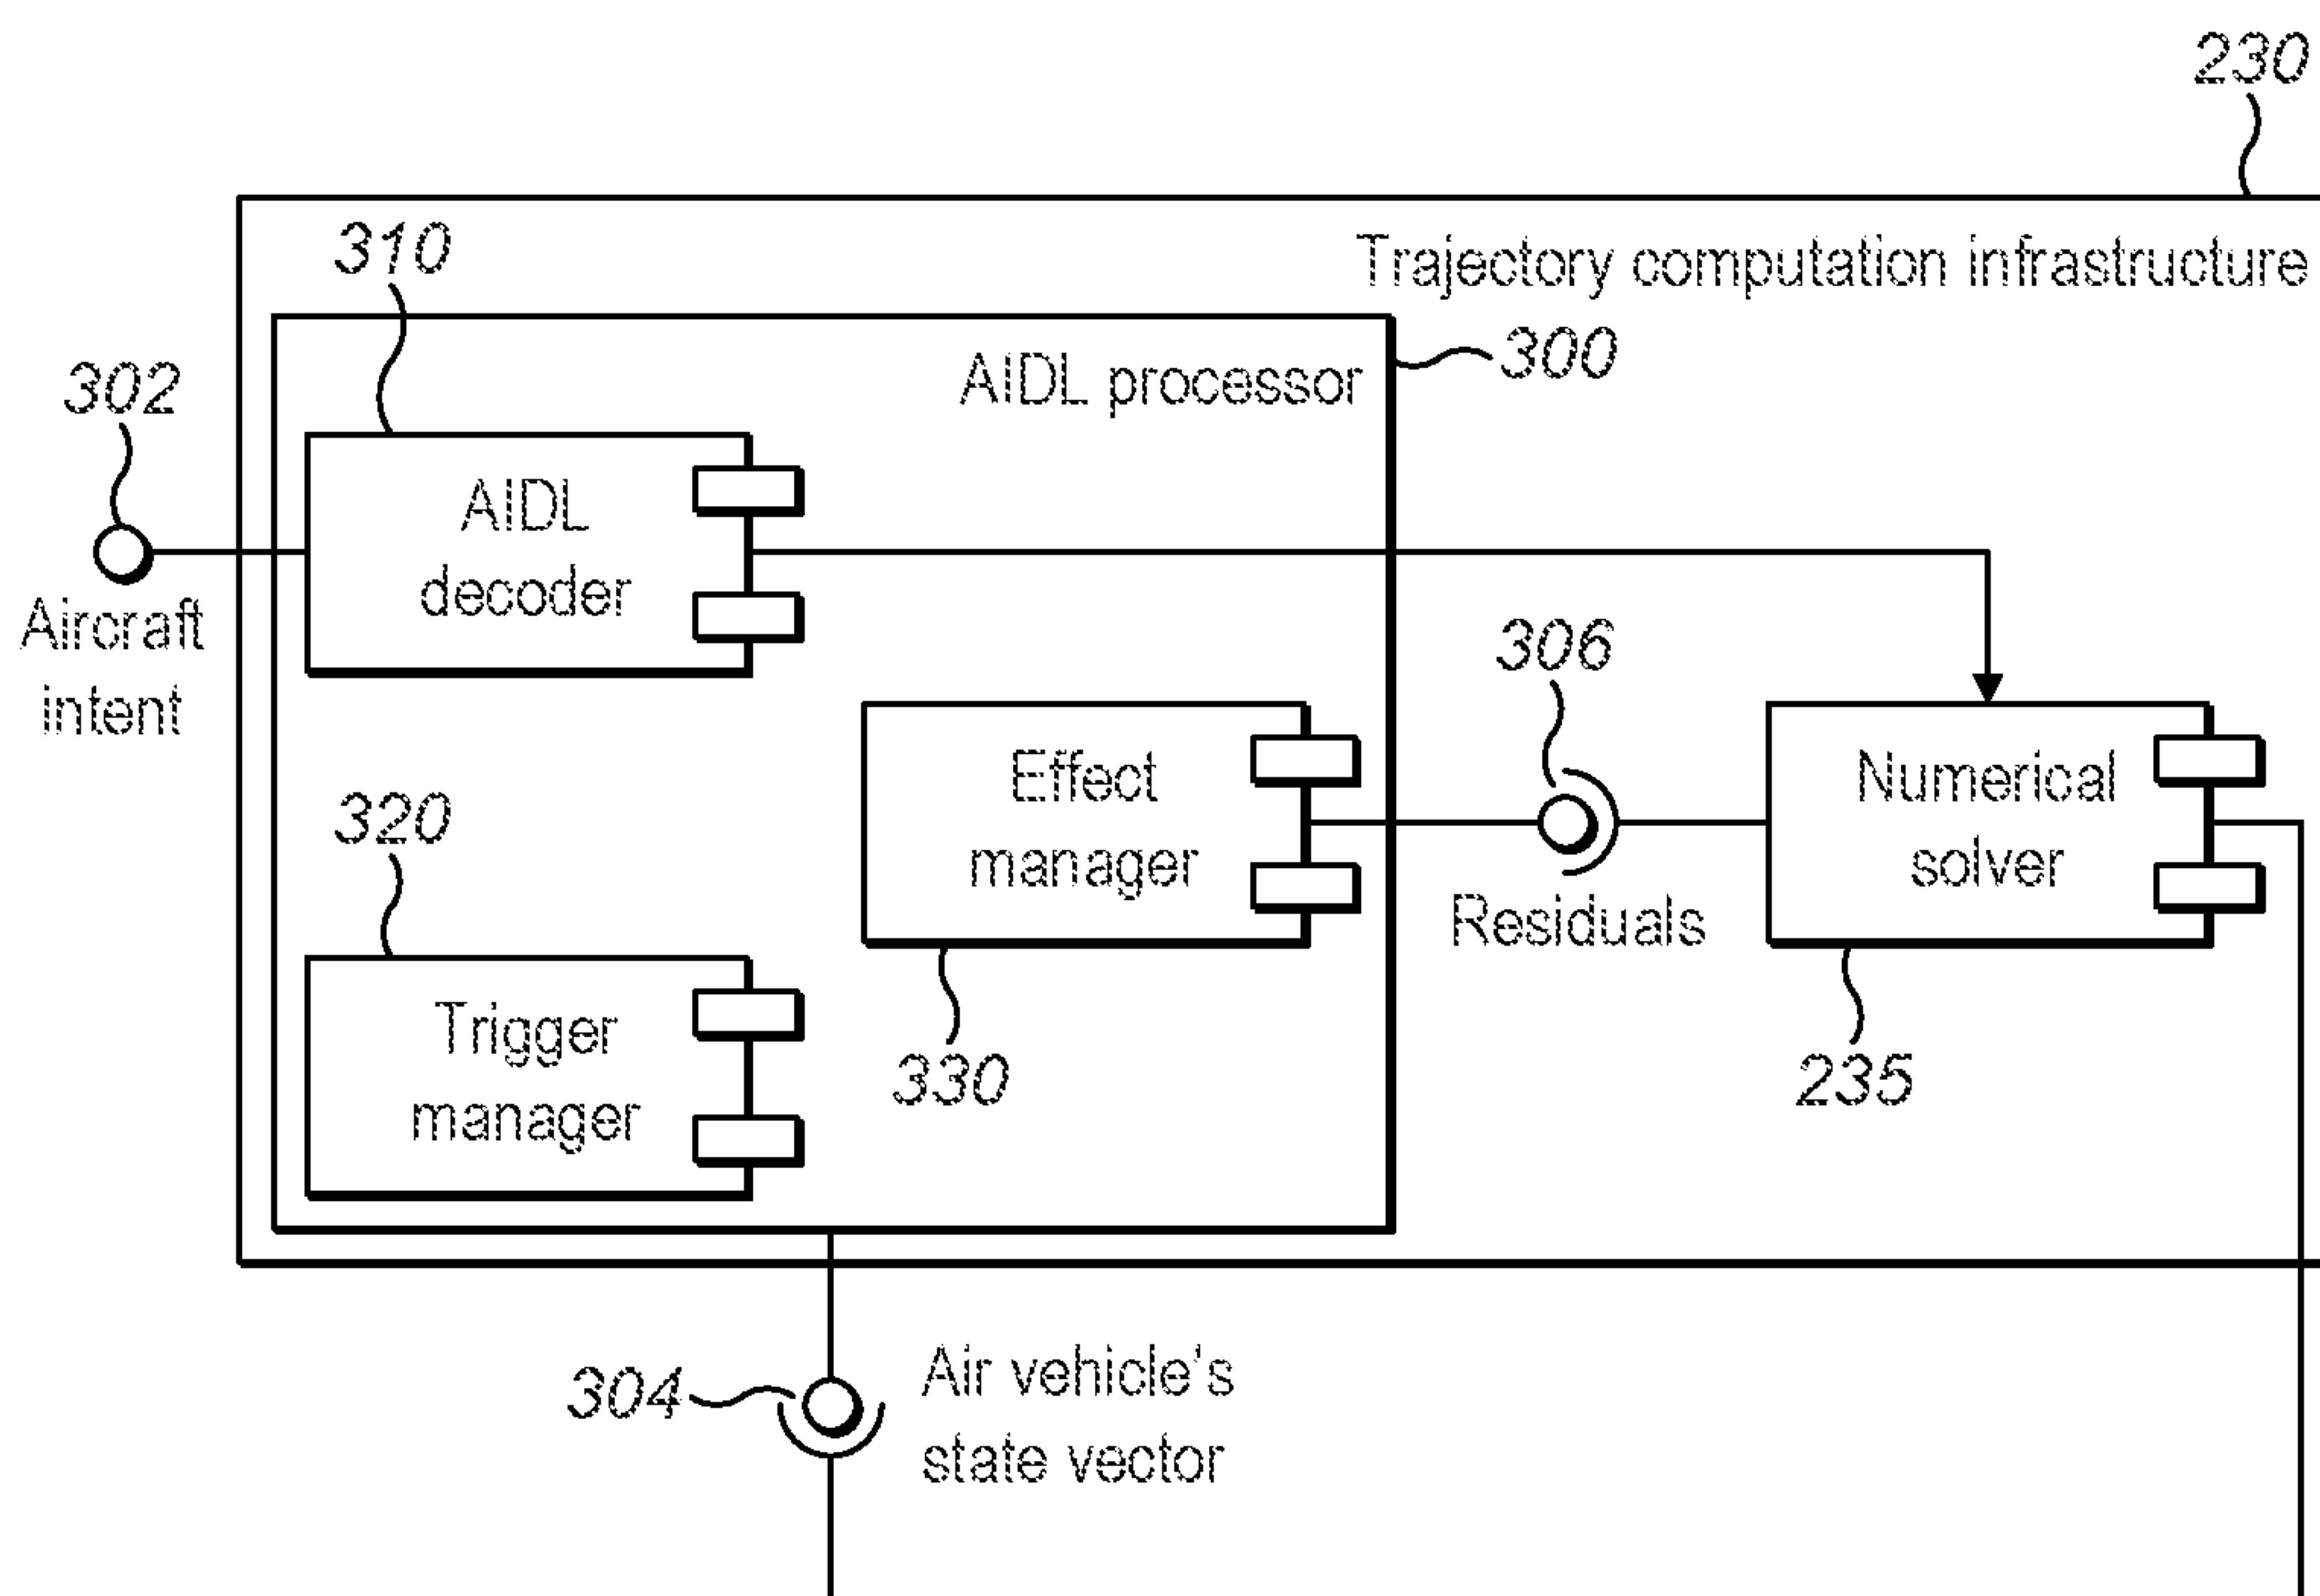 230
Trajectory computation infrastructure
310
300
AIDL processor
302
AIDL
decoder
Aircraft
intent
306
Effect
manager
Numerical
solver
320
Residuals
Trigger
manager
330
235
304
Air vehicle's
state vector